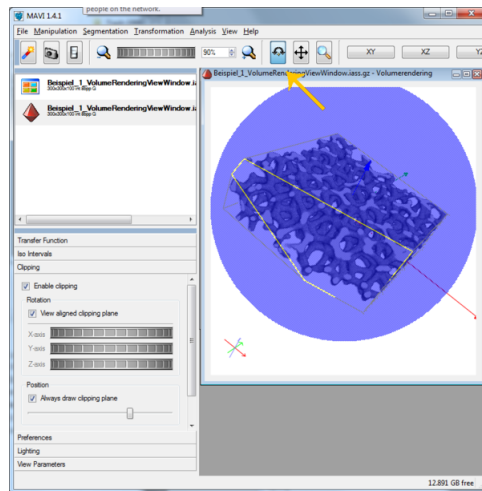 people on the network.
MAVI 1.4.1
File Manipulation Segmentation Transformation Analysis View Help
90%
XY
XZ
YZ
Beispiel_1_VolumeRenderingViewWindow.ia
Beispiel_1_VolumeRenderingViewWindow.ia
Beispiel_1_VolumeRenderingViewWindow.iass.gz - Volumerendering
Transfer Function
Iso Intervals
Clipping
Enable clipping
Rotation
View aligned clipping plane
X-axis
Y-axis
Z-axis
Position
Always draw clipping plane
Preferences
Lighting
View Parameters
12.891 GB free